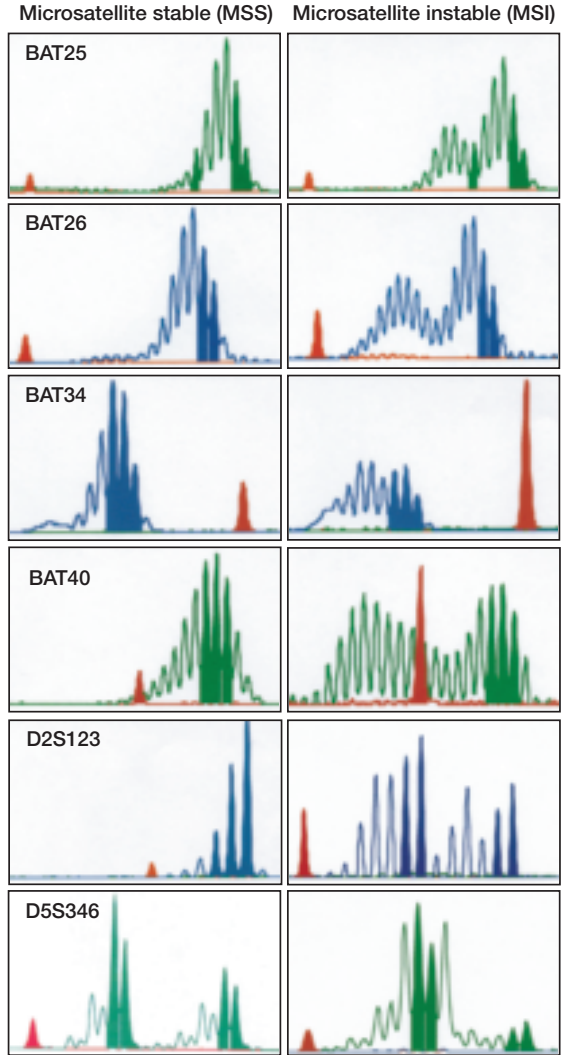 Microsatellite stable (MSS) Microsatellite instable (MSI)
BAT25
BAT26
BAT34
BAT40
D2S123
D5S346